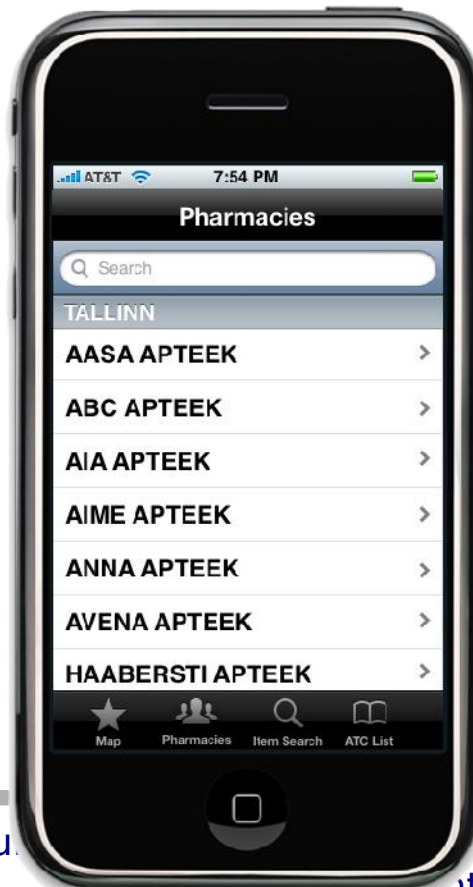 AT&T 7:54 PM
Pharmacies
Search
TALLINN
AASA APTEEK
ABC APTEEK
AIA APTEEK
AIME APTEEK
ANNA APTEEK
AVENA APTEEK
HAABERSTI APTEEK
Map Pharmacies Item Search ATC List